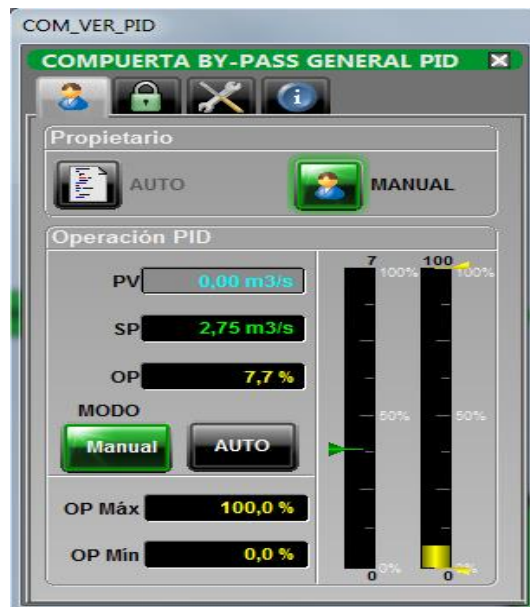 COM_VER_PID
COMPUERTA BY-PASS GENERAL PID
Propietario
AUTO MANUAL
Operación PID
PV 0,00 m3/s
SP 2,75 m3/s
OP 7,7 %
MODO
Manual AUTO
OP Máx 100,0 %
OP Mín 0,0 %
7 100
100% 100%
50% 50%
0% 0%
0 0